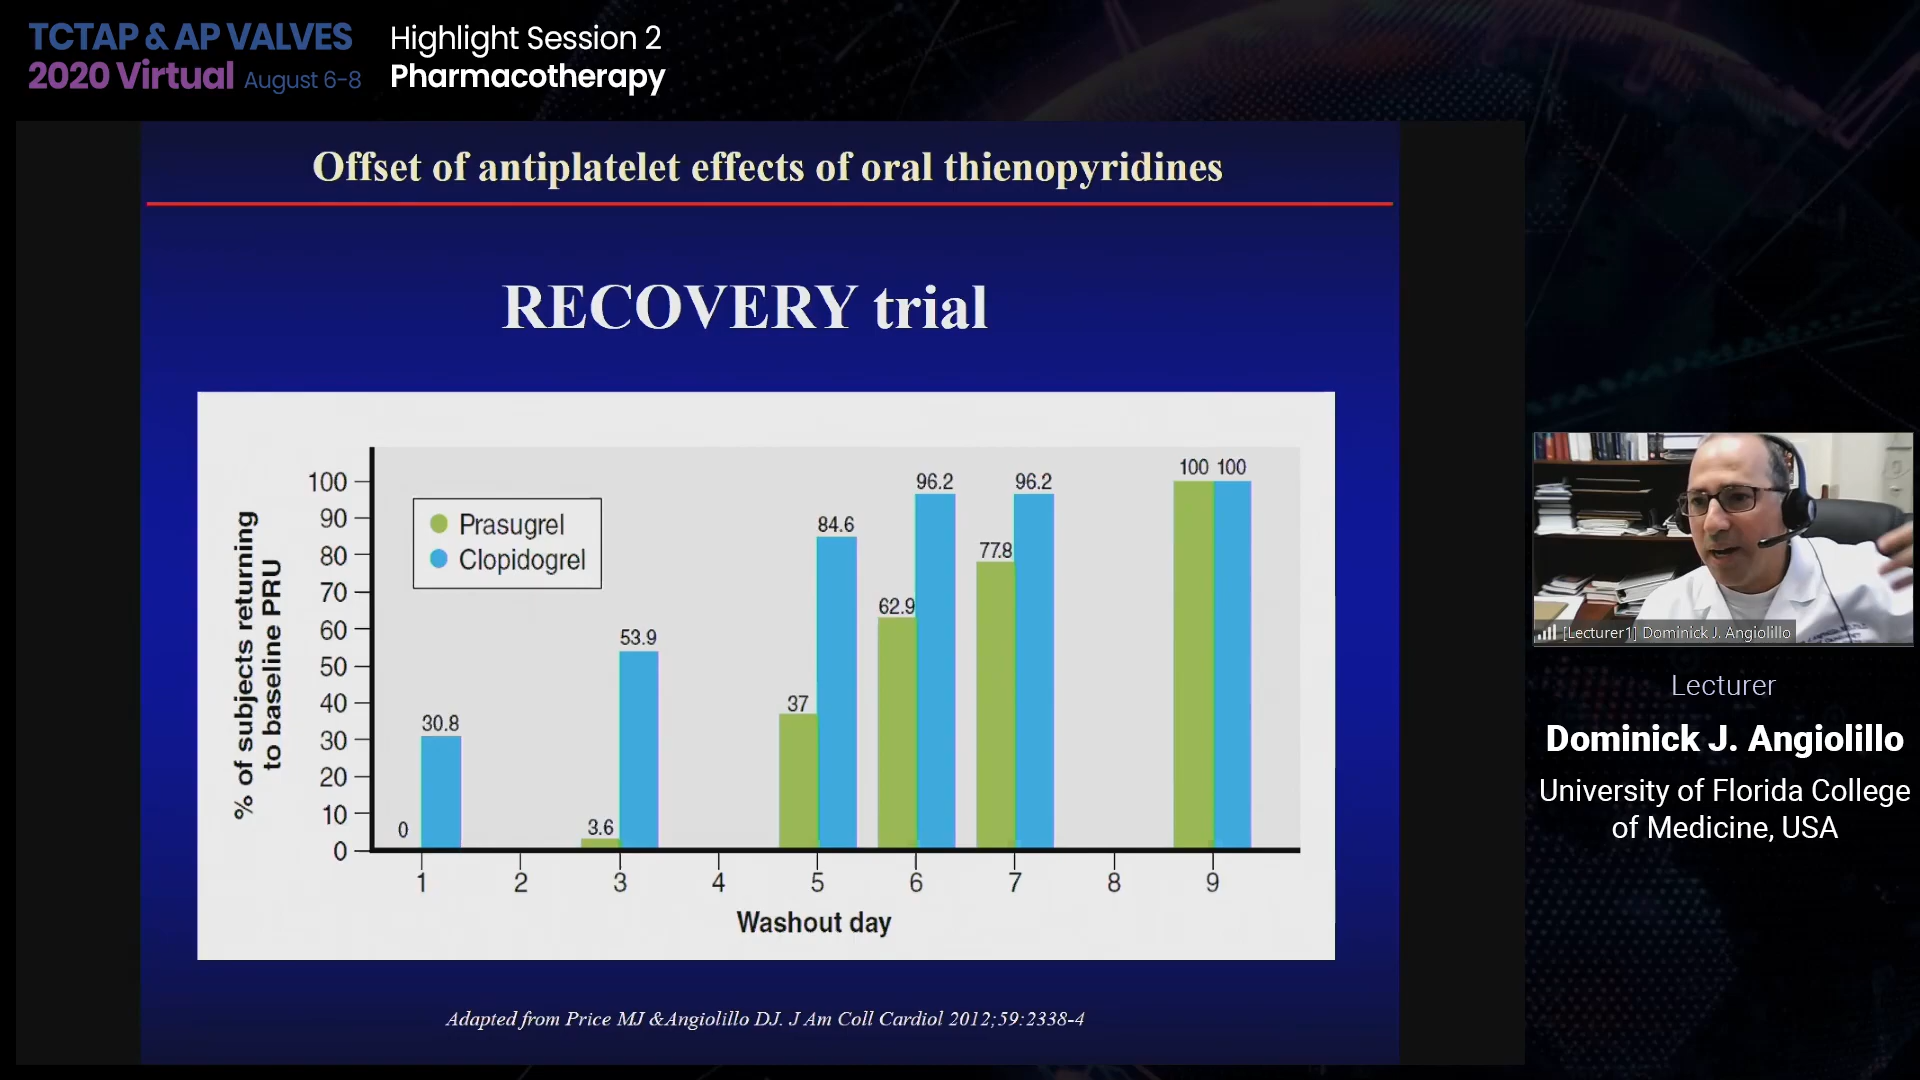 TCTAP & AP VALVES
2020 Virtual August 6-8
Highlight Session 2
Pharmacotherapy
Offset of antiplatelet effects of oral thienopyridines
RECOVERY trial
% of subjects returning
to baseline PRU
100
90
80
70
60
50
40
30
20
10
0
Prasugrel
Clopidogrel
0
30.8
3.6
53.9
37
84.6
62.9
96.2
77.8
96.2
100
100
1 2 3 4 5 6 7 8 9
Washout day
Adapted from Price MJ &Angiolillo DJ. J Am Coll Cardiol 2012;59:2338-4
[Lecturer1] Dominick J. Angiolillo
Lecturer
Dominick J. Angiolillo
University of Florida College
of Medicine, USA